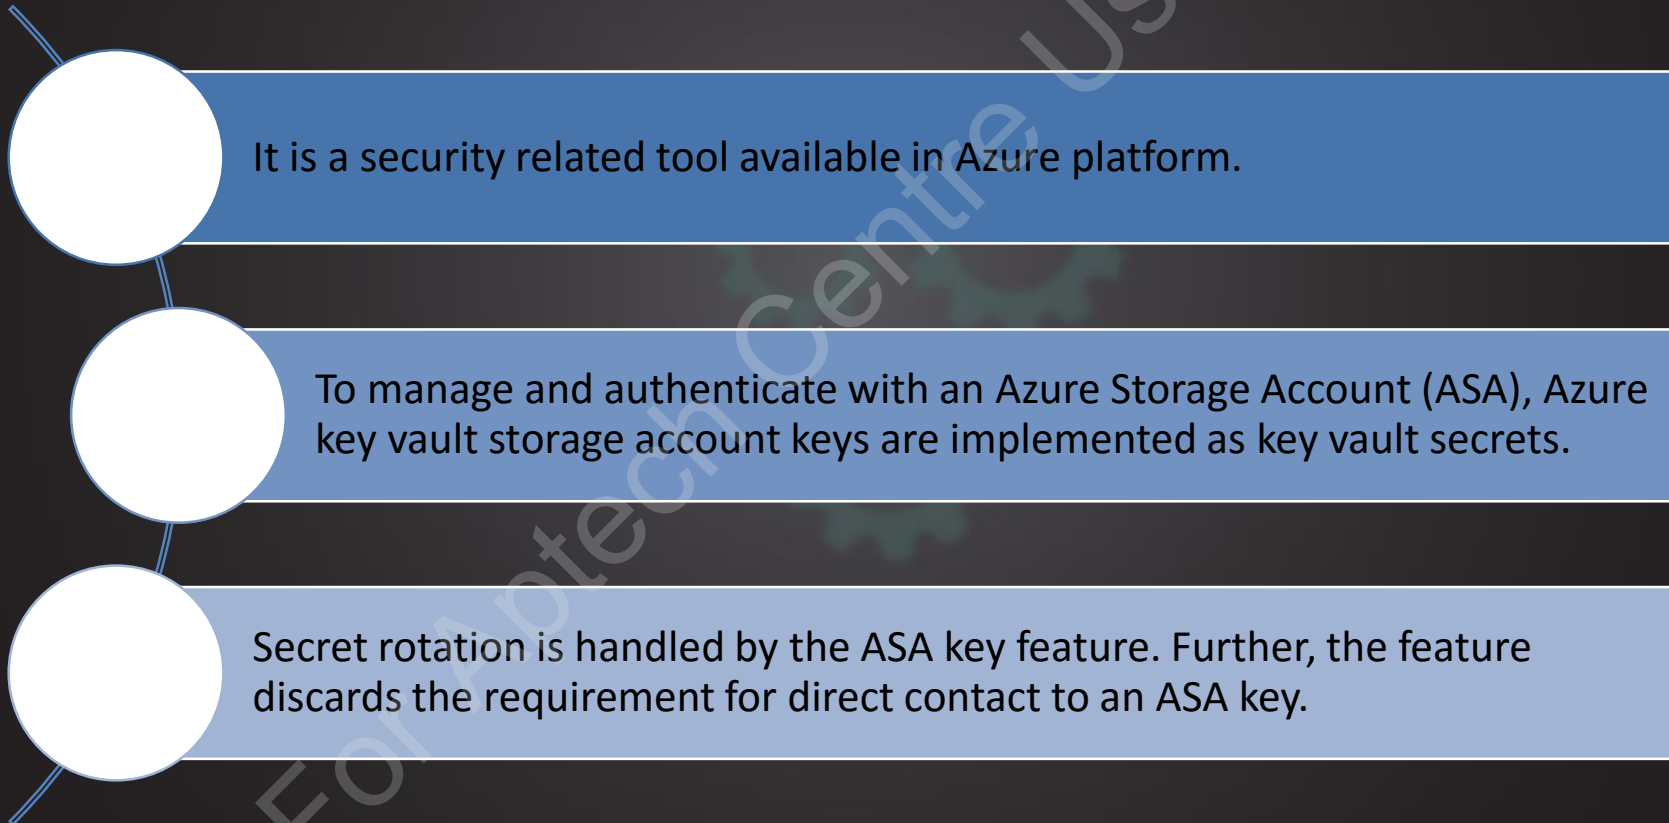 It is a security related tool available in Azure platform.
To manage and authenticate with an Azure Storage Account (ASA), Azure
key vault storage account keys are implemented as key vault secrets.
Secret rotation is handled by the ASA key feature. Further, the feature
discards the requirement for direct contact to an ASA key.
For Aptech Centre Us